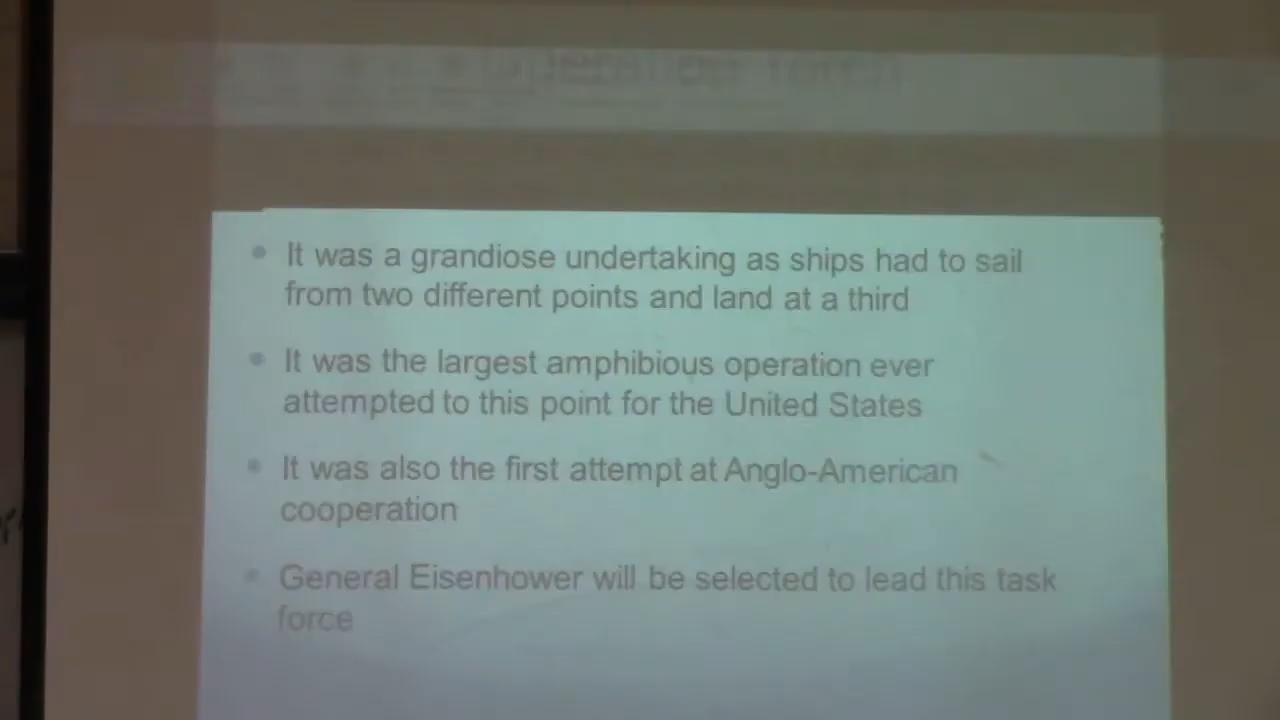 Operation Torch
• It was a grandiose undertaking as ships had to sail
from two different points and land at a third
• It was the largest amphibious operation ever
attempted to this point for the United States
• It was also the first attempt at Anglo-American
cooperation
• General Eisenhower will be selected to lead this task
force